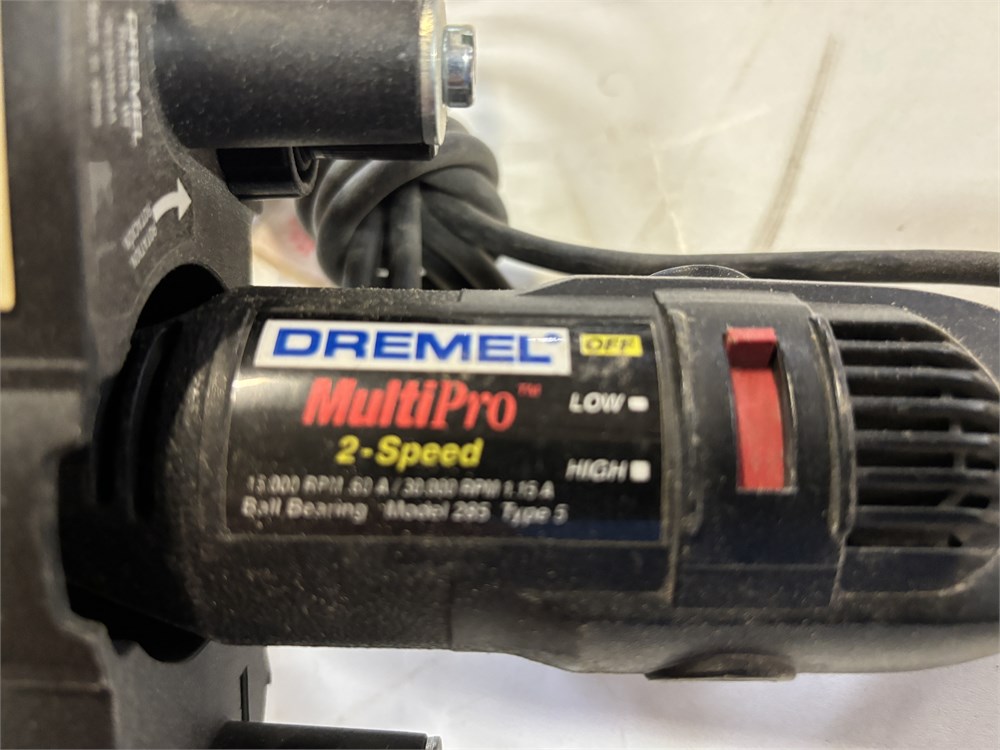 DREMEL
OFF
MultiPro™
LOW
2-Speed
HIGH
15,000 RPM .60 A / 30,000 RPM 1.15 A
Ball Bearing Model 285 Type 5